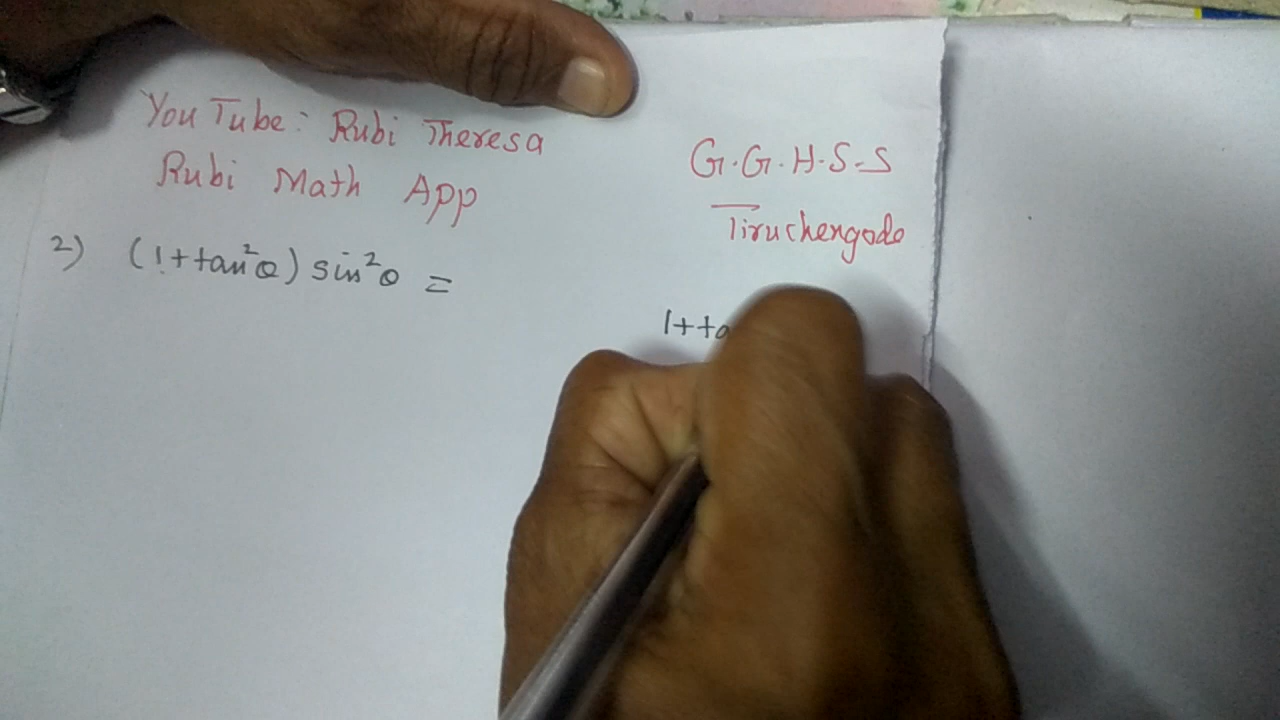 YouTube: Rubi Theresa
Rubi Math App
G.G.H.S.S
Tiruchengode
2) (1+tan²θ) sin²θ =
1+ta